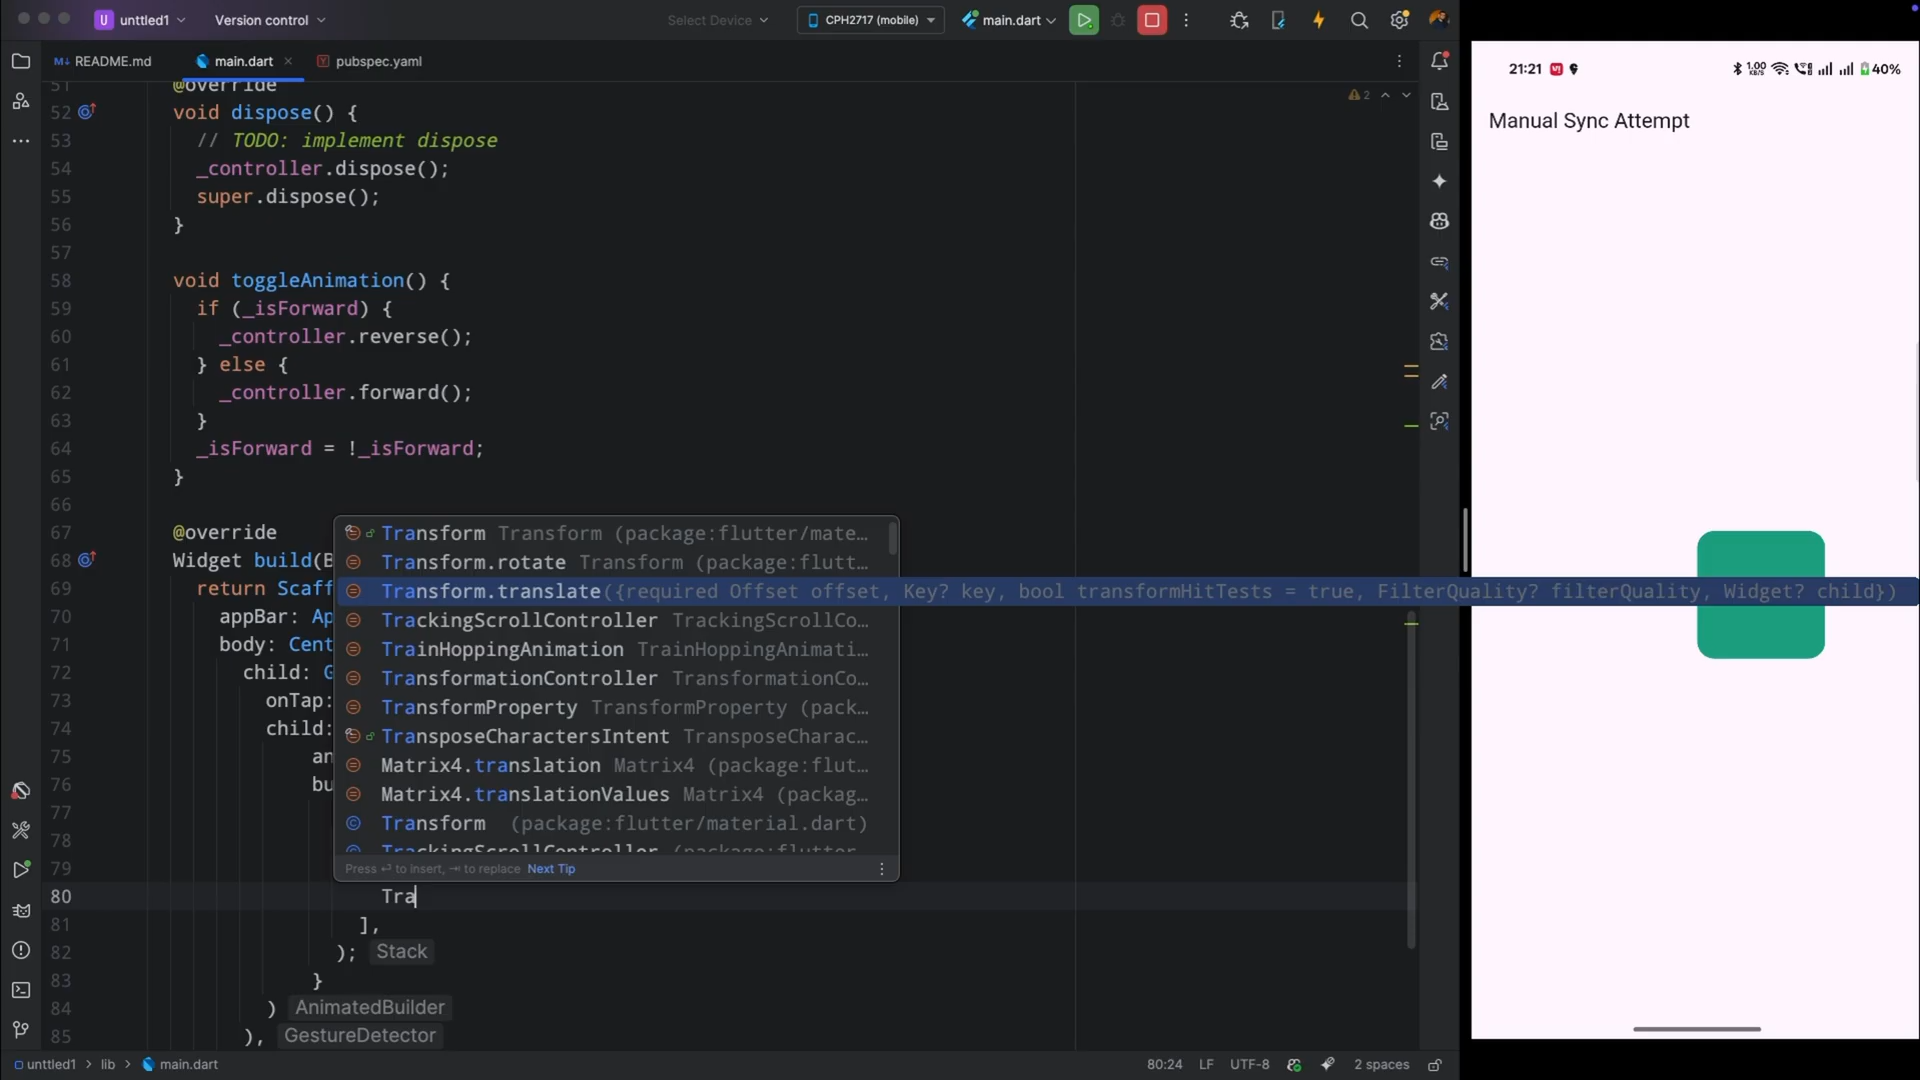 U untitled1 Version control Select Device CPH2717 (mobile) main.dart
README.md main.dart pubspec.yaml
2
51 @override
52 void dispose() {
53 // TODO: implement dispose
54 _controller.dispose();
55 super.dispose();
56 }
57
58 void toggleAnimation() {
59 if (_isForward) {
60 _controller.reverse();
61 } else {
62 _controller.forward();
63 }
64 _isForward = !_isForward;
65 }
66
67 @override
68 Widget build(B
69 return Scaff
70 appBar: Ap
71 body: Cent
72 child: G
73 onTap:
74 child:
75 an
76 bu
77
78
79
80 Tra
81 ],
82 ); Stack
83 }
84 ) AnimatedBuilder
85 ), GestureDetector
Transform Transform (package:flutter/mate…
Transform.rotate Transform (package:flutt…
Transform.translate({required Offset offset, Key? key, bool transformHitTests = true, FilterQuality? filterQuality, Widget? child})
TrackingScrollController TrackingScrollCo…
TrainHoppingAnimation TrainHoppingAnimati…
TransformationController TransformationCo…
TransformProperty TransformProperty (pack…
TransposeCharactersIntent TransposeCharac…
Matrix4.translation Matrix4 (package:flut…
Matrix4.translationValues Matrix4 (packag…
Transform (package:flutter/material.dart)
TrackingScrollController (package:flutter
Press ⏎ to insert, ⇥ to replace Next Tip
untitled1 > lib > main.dart 80:24 LF UTF-8 2 spaces
21:21 1.00 KB/S 40%
Manual Sync Attempt